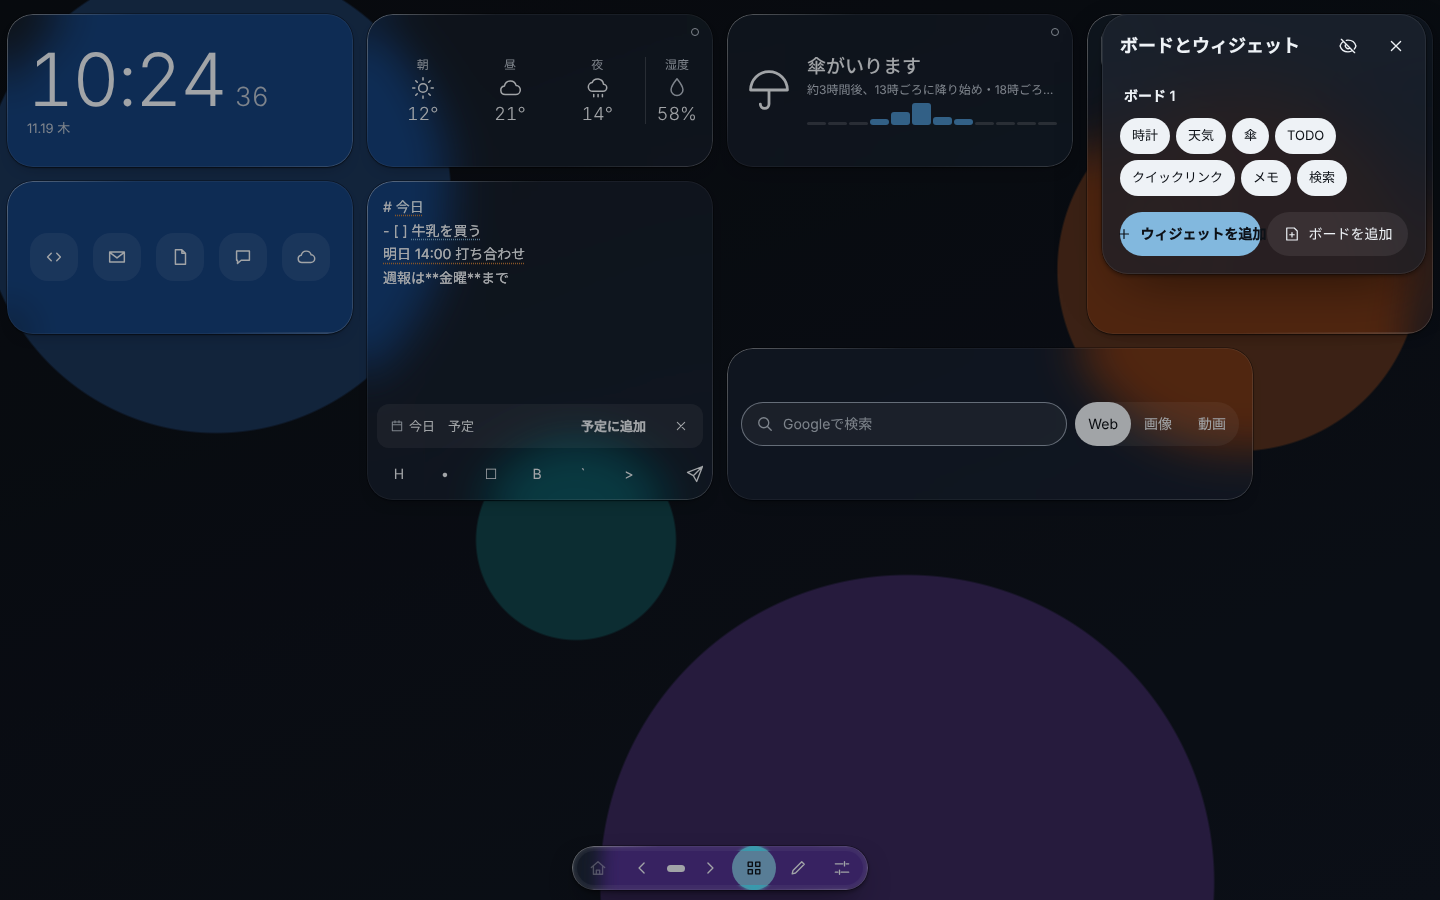 10:24 36
11.19 木
朝
昼
夜
湿度
12°
21°
14°
58%
傘がいります
約3時間後、13時ごろに降り始め・18時ごろ…
# 今日
- [ ] 牛乳を買う
明日 14:00 打ち合わせ
週報は**金曜**まで
今日 予定 予定に追加
H • □ B ` >
Googleで検索
Web 画像 動画
ボードとウィジェット
ボード 1
時計 天気 傘 TODO
クイックリンク メモ 検索
+ ウィジェットを追加 ボードを追加